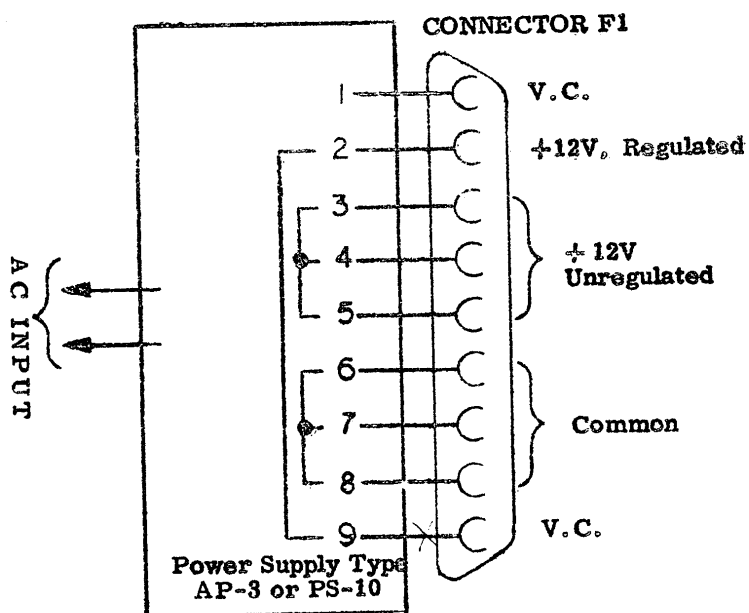 CONNECTOR F1
1 V.C.
2 +12V. Regulated
3
4 + 12V
Unregulated
5
6
7 Common
8
9 V.C.
AC INPUT
Power Supply Type
AP-3 or PS-10